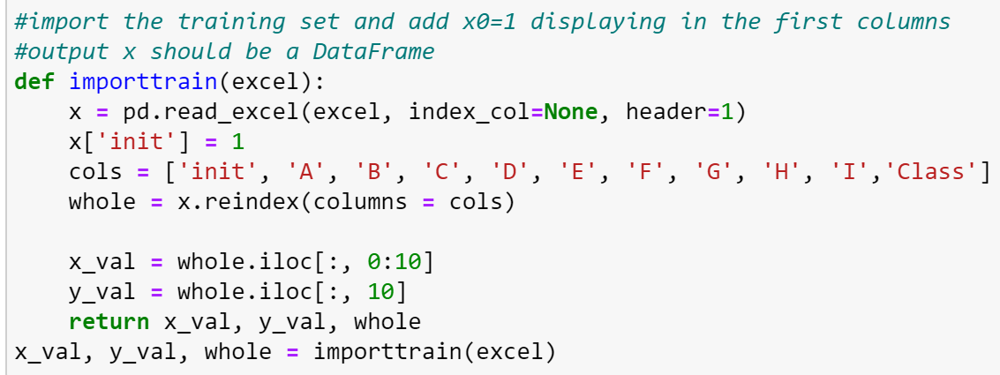 #import the training set and add x0=1 displaying in the first columns
#output x should be a DataFrame
def importtrain(excel):
    x = pd.read_excel(excel, index_col=None, header=1)
    x['init'] = 1
    cols = ['init', 'A', 'B', 'C', 'D', 'E', 'F', 'G', 'H', 'I','Class']
    whole = x.reindex(columns = cols)

    x_val = whole.iloc[:, 0:10]
    y_val = whole.iloc[:, 10]
    return x_val, y_val, whole
x_val, y_val, whole = importtrain(excel)